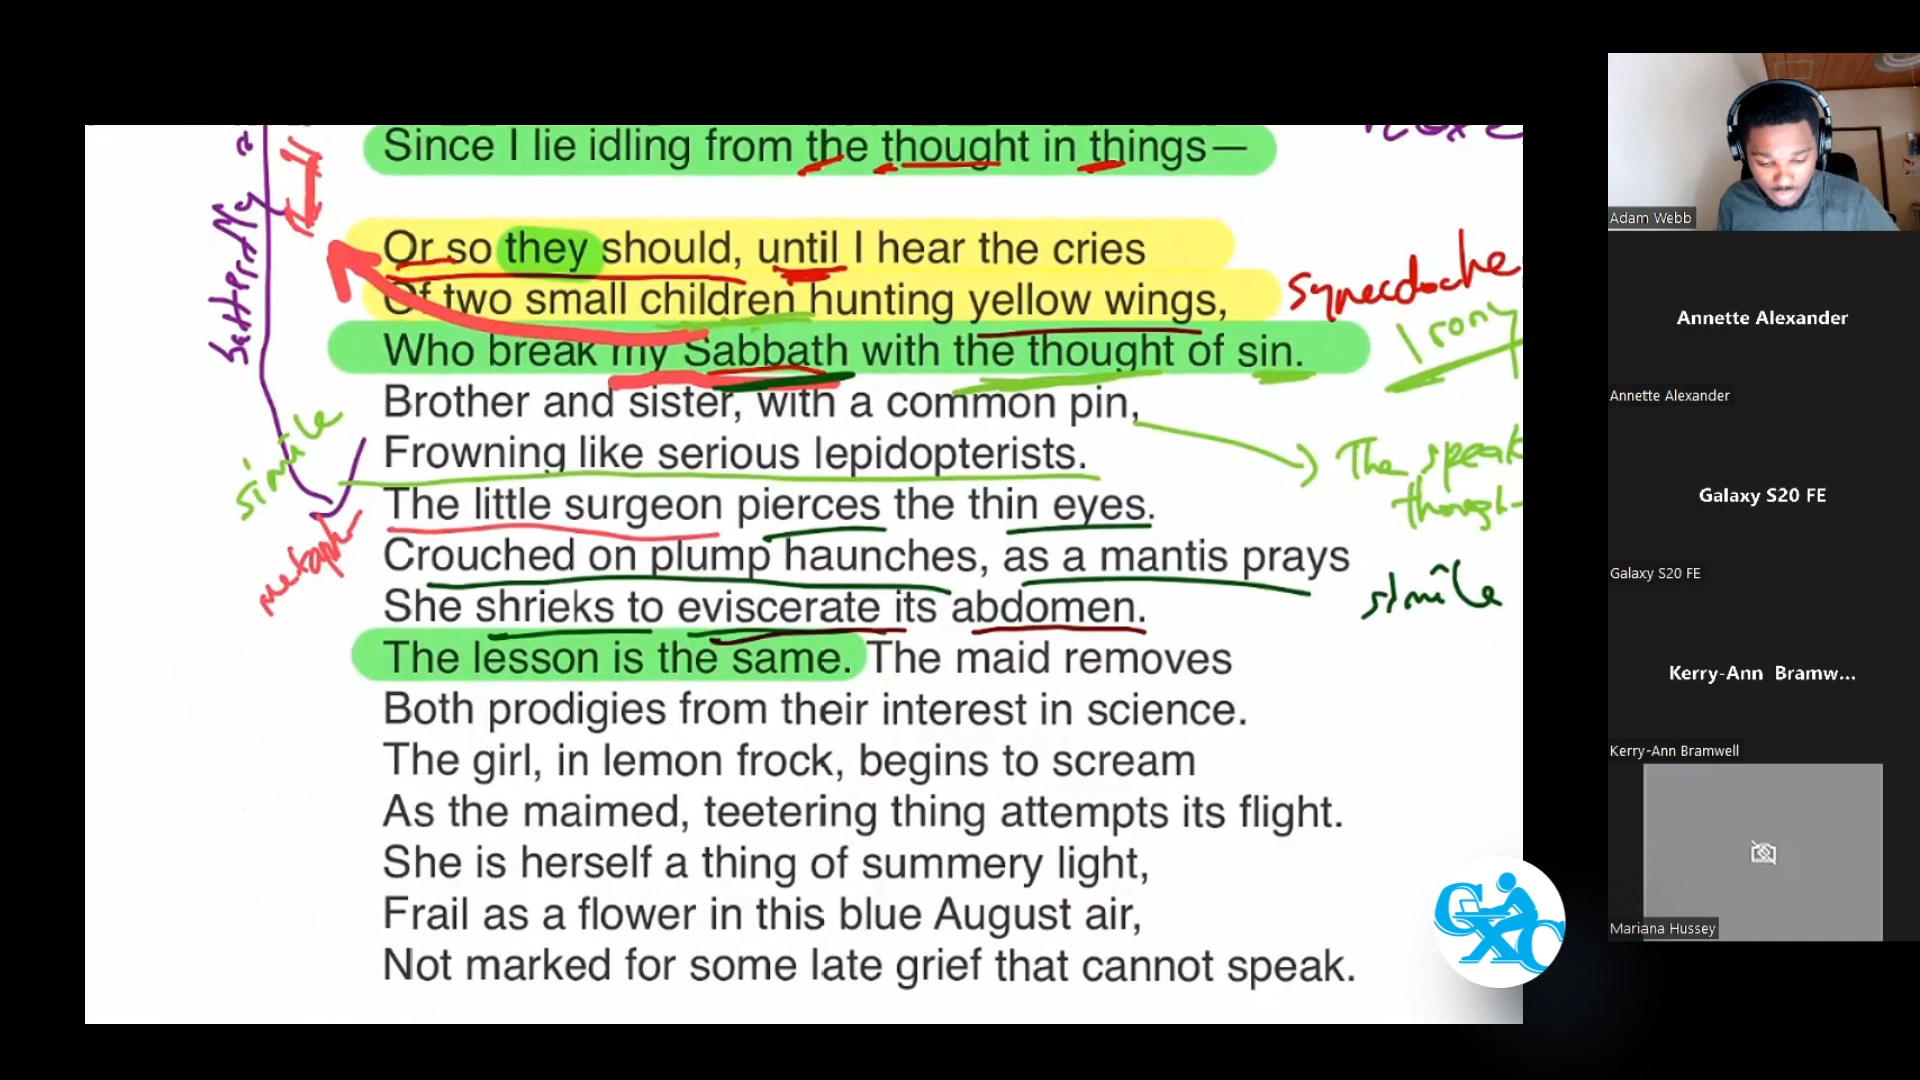 Since I lie idling from the thought in things—
butterfly
Or so they should, until I hear the cries
Of two small children hunting yellow wings,
synecdoche
Who break my Sabbath with the thought of sin.
Irony
Brother and sister, with a common pin,
simile
Frowning like serious lepidopterists.
The speak
The little surgeon pierces the thin eyes.
though
metaph
Crouched on plump haunches, as a mantis prays
simile
She shrieks to eviscerate its abdomen.
The lesson is the same. The maid removes
Both prodigies from their interest in science.
The girl, in lemon frock, begins to scream
As the maimed, teetering thing attempts its flight.
She is herself a thing of summery light,
Frail as a flower in this blue August air,
Not marked for some late grief that cannot speak.
CXC
Adam Webb
Annette Alexander
Annette Alexander
Galaxy S20 FE
Galaxy S20 FE
Kerry-Ann Bramw...
Kerry-Ann Bramwell
Mariana Hussey